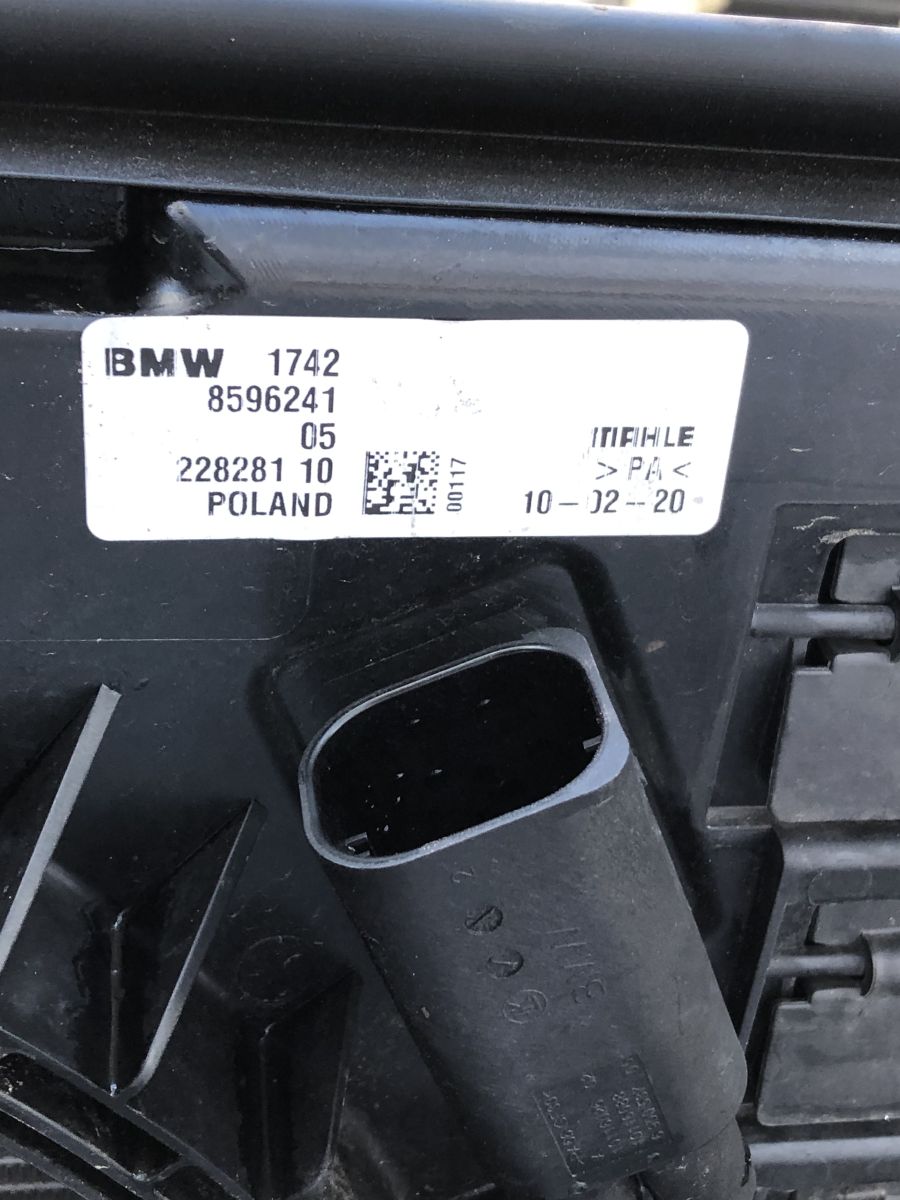 BMW 1742
8596241
05
228281 10
POLAND
00117
MAHLE
>PA<
10-02-20